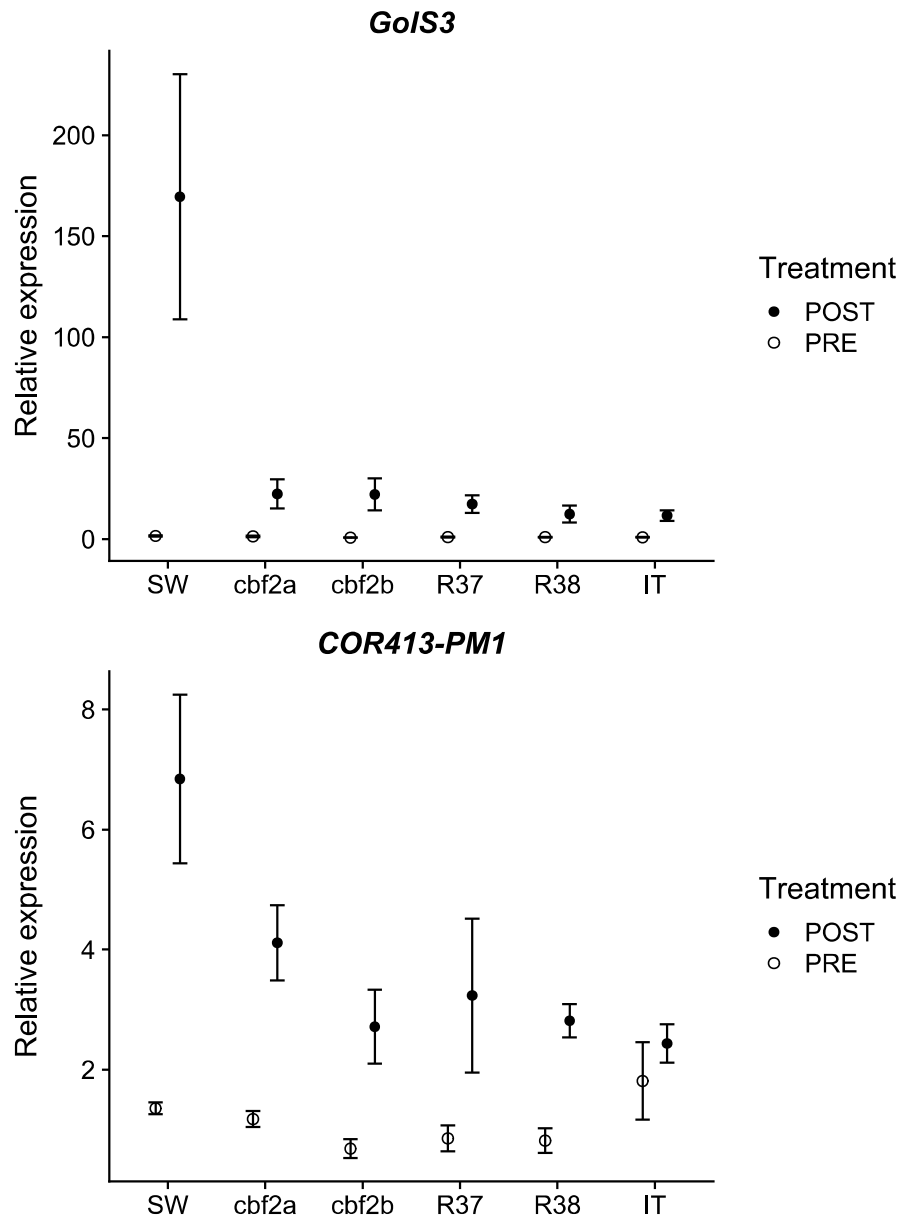 GolS3
Relative expression
200
150
100
50
0
SW cbf2a cbf2b R37 R38 IT
Treatment
POST
PRE
COR413-PM1
Relative expression
8
6
4
2
SW cbf2a cbf2b R37 R38 IT
Treatment
POST
PRE